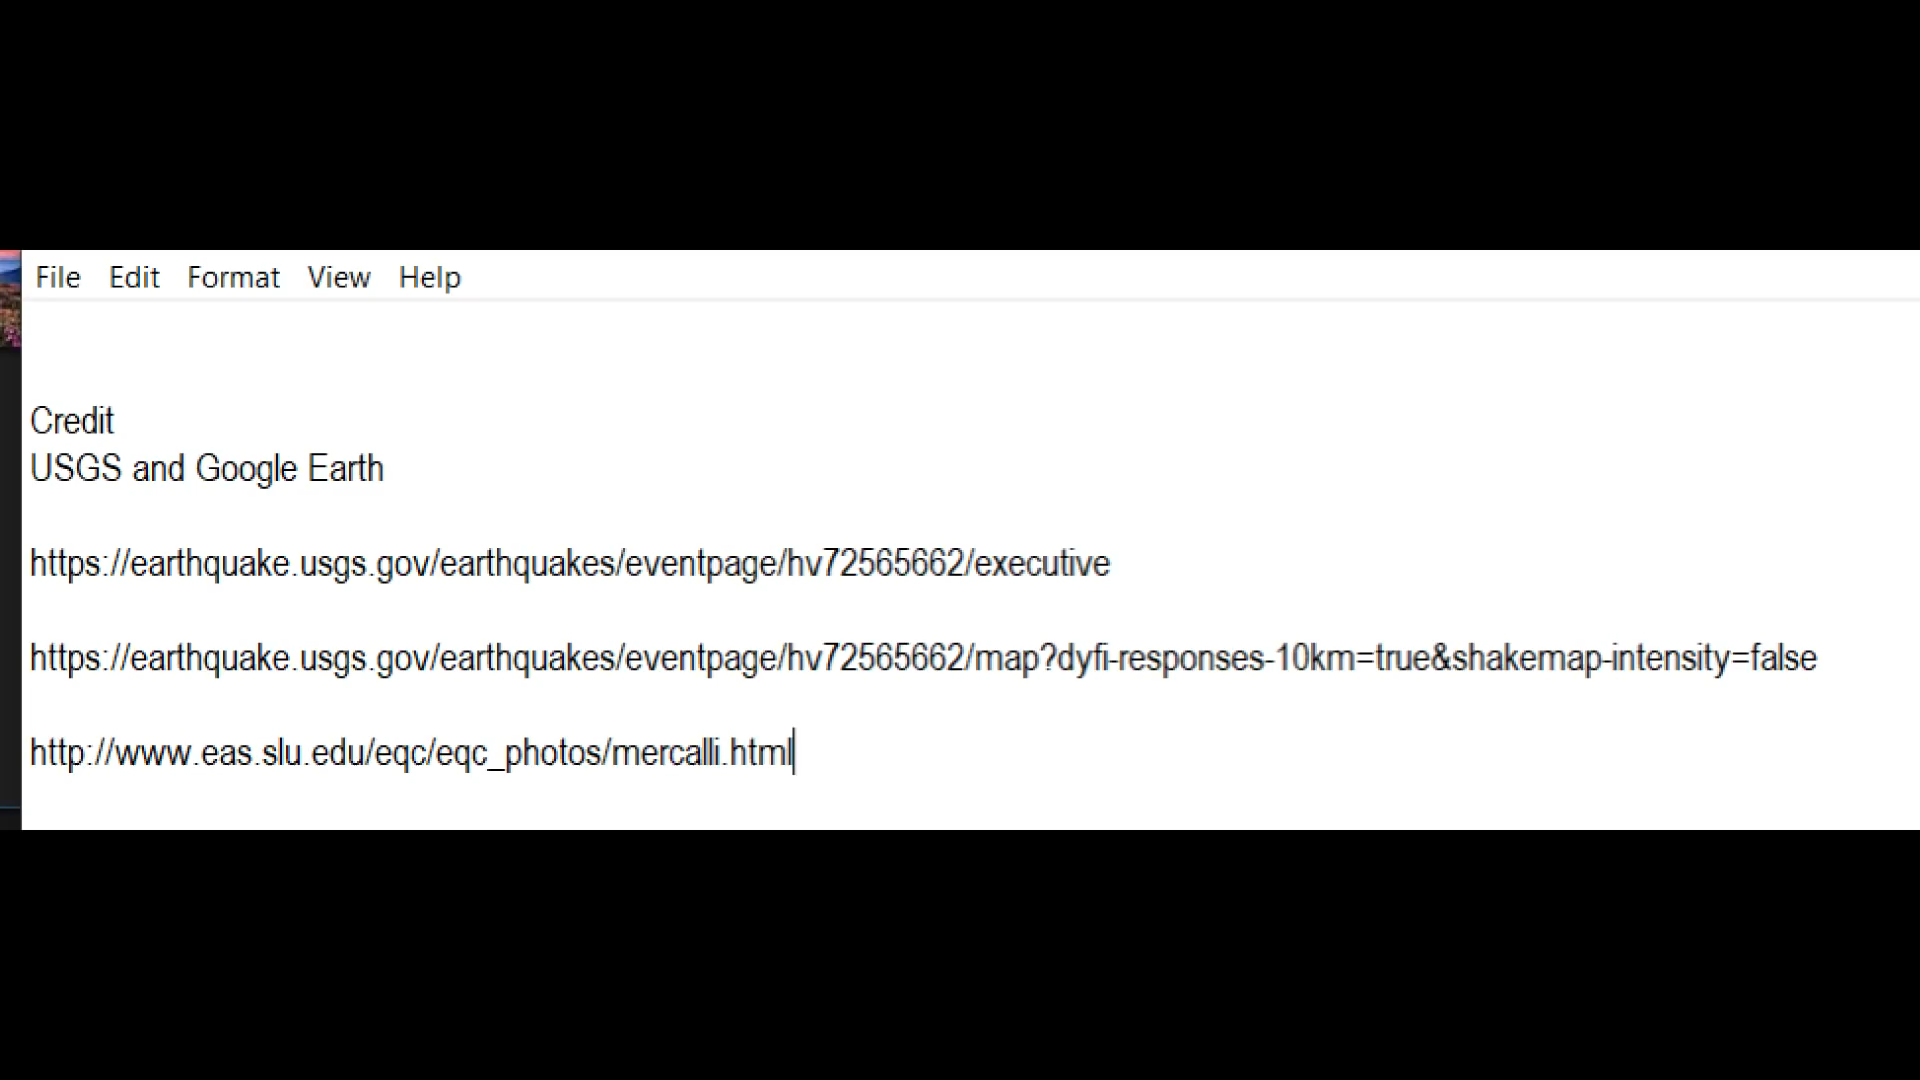 File Edit Format View Help
Credit
USGS and Google Earth
https://earthquake.usgs.gov/earthquakes/eventpage/hv72565662/executive
https://earthquake.usgs.gov/earthquakes/eventpage/hv72565662/map?dyfi-responses-10km=true&shakemap-intensity=false
http://www.eas.slu.edu/eqc/eqc_photos/mercalli.html